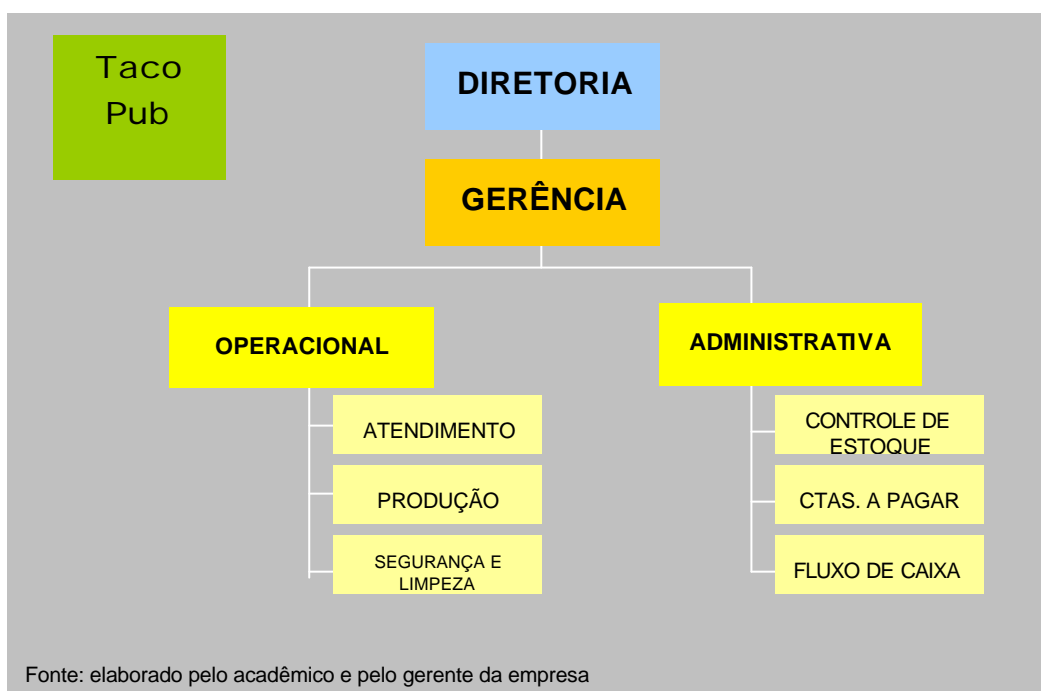 Taco
Pub
DIRETORIA
GERÊNCIA
OPERACIONAL
ADMINISTRATIVA
ATENDIMENTO
PRODUÇÃO
SEGURANÇA E
LIMPEZA
CONTROLE DE
ESTOQUE
CTAS. A PAGAR
FLUXO DE CAIXA
Fonte: elaborado pelo acadêmico e pelo gerente da empresa